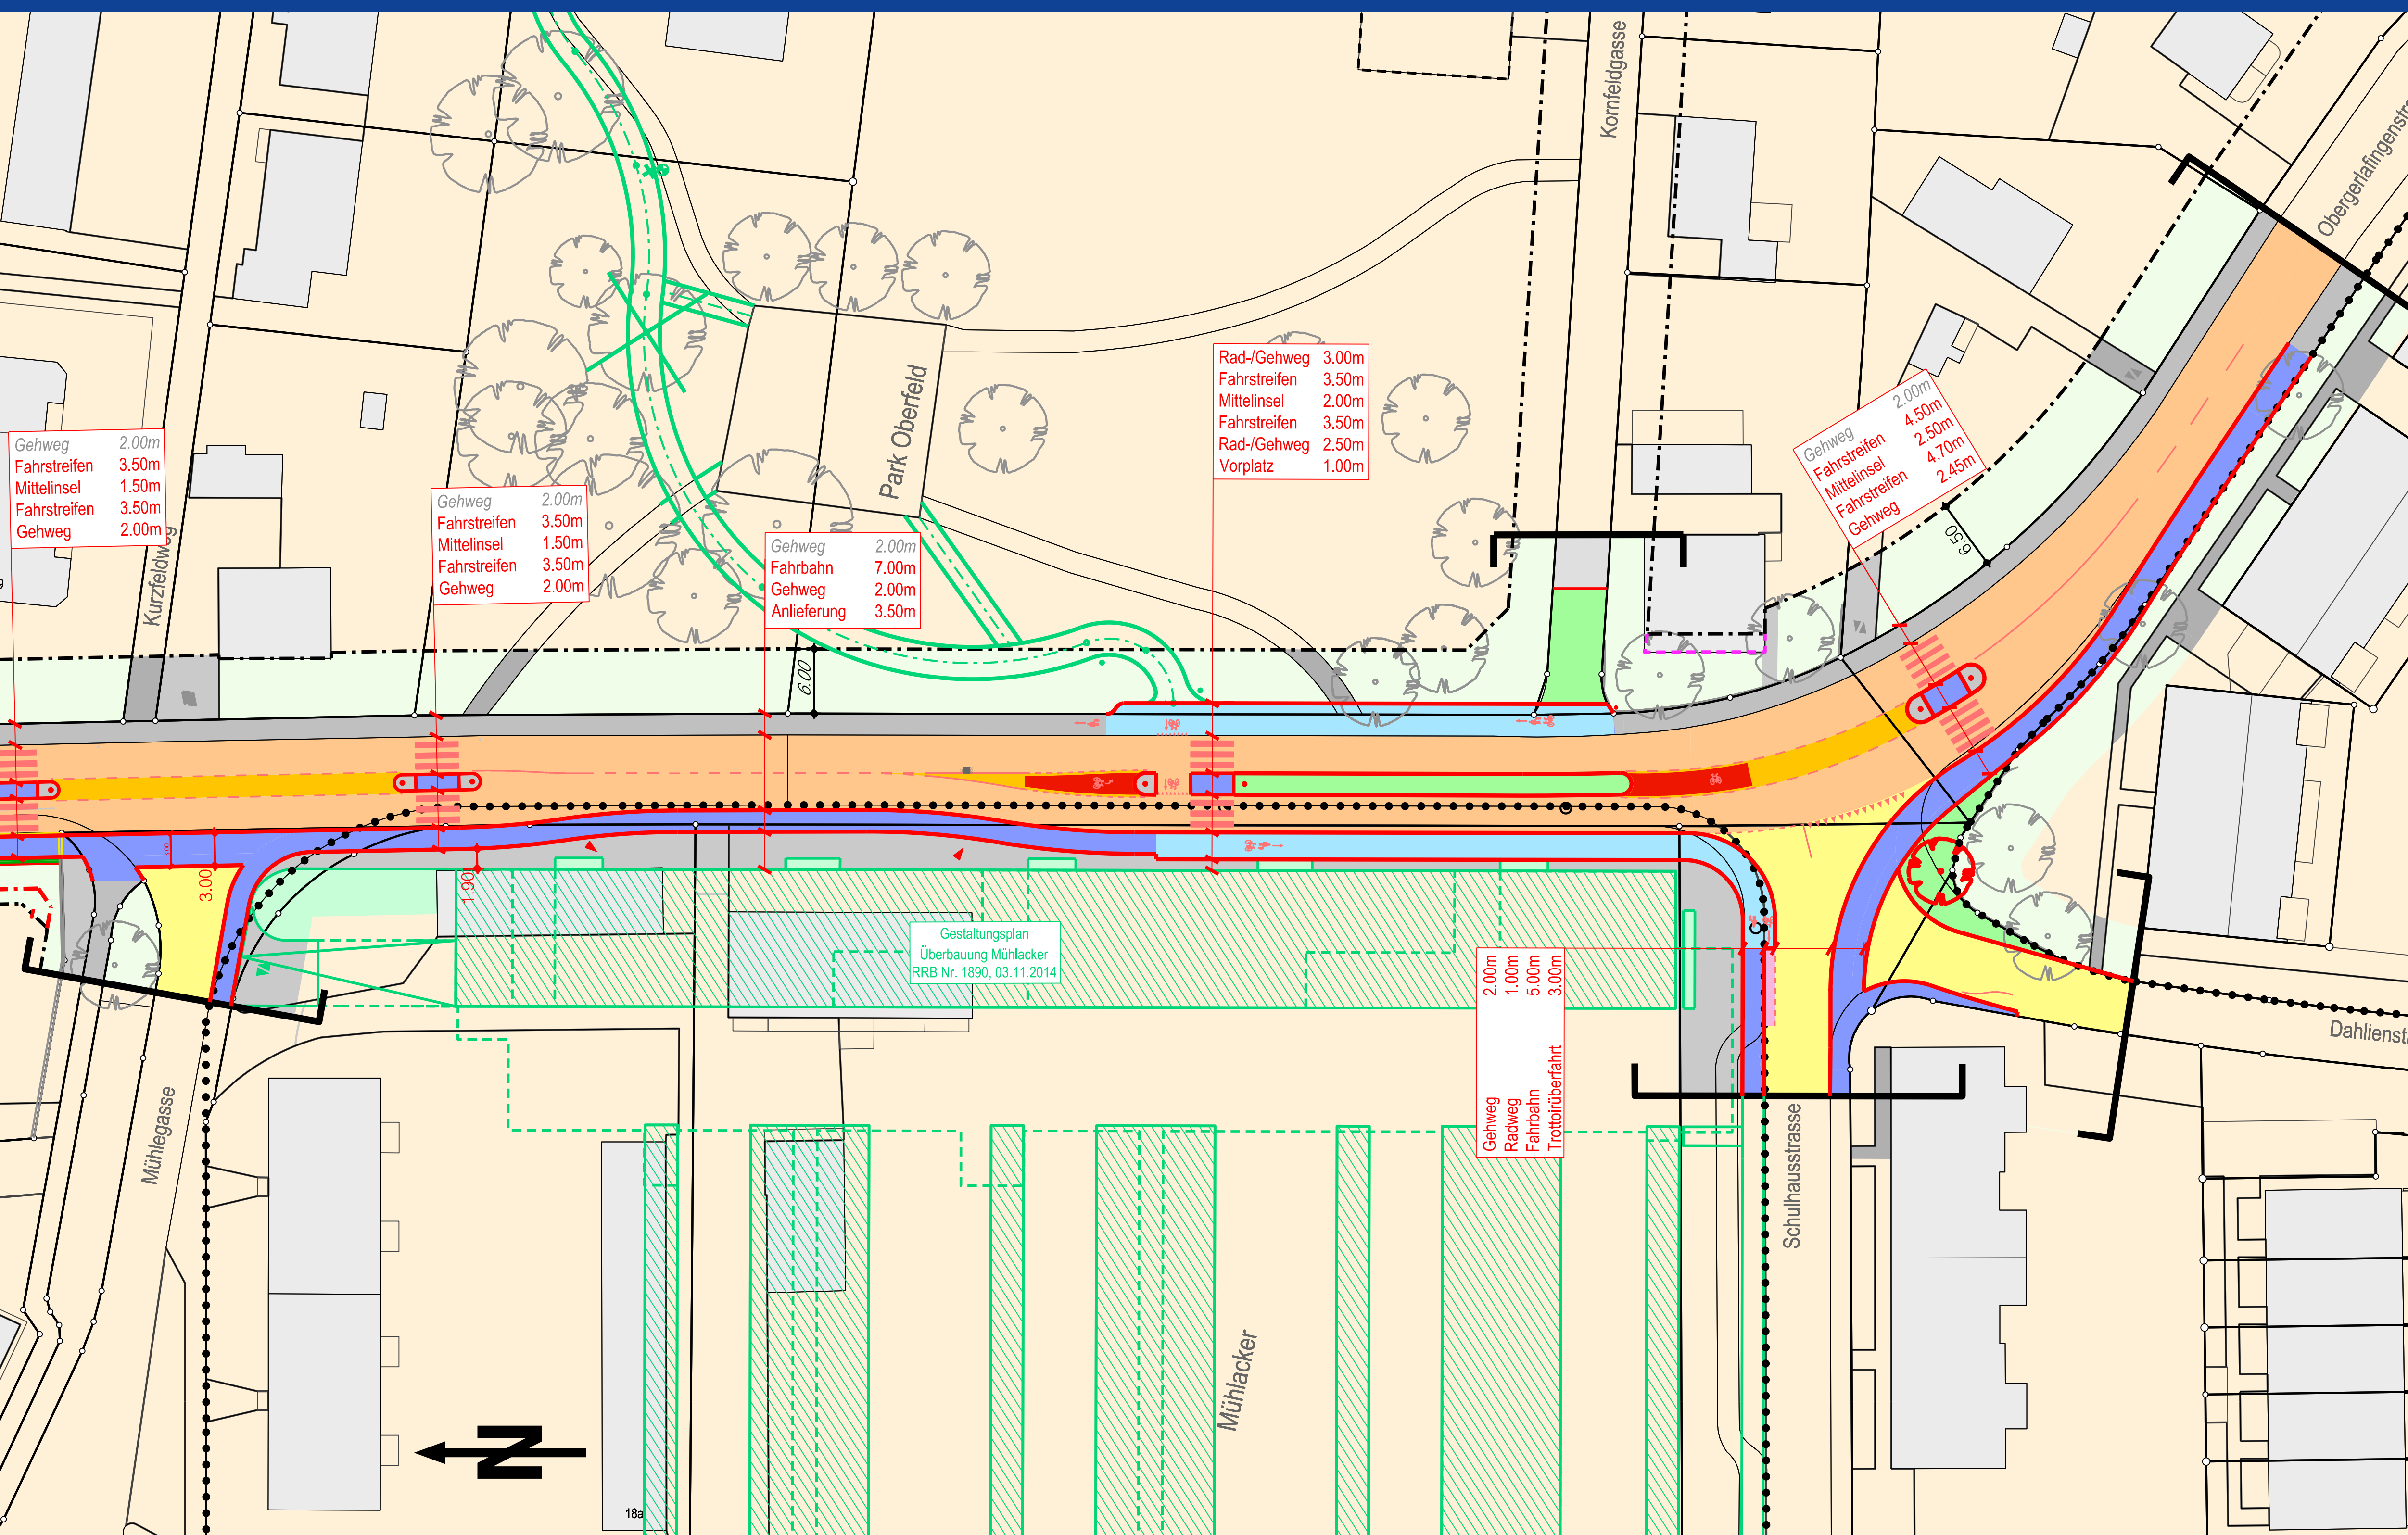 Kornfeldgasse
Obergerlafingenstr
Kurzfeldweg
Park Oberfeld
Gehweg 2.00m
Fahrstreifen 3.50m
Mittelinsel 1.50m
Fahrstreifen 3.50m
Gehweg 2.00m
Gehweg 2.00m
Fahrstreifen 3.50m
Mittelinsel 1.50m
Fahrstreifen 3.50m
Gehweg 2.00m
Gehweg 2.00m
Fahrbahn 7.00m
Gehweg 2.00m
Anlieferung 3.50m
Rad-/Gehweg 3.00m
Fahrstreifen 3.50m
Mittelinsel 2.00m
Fahrstreifen 3.50m
Rad-/Gehweg 2.50m
Vorplatz 1.00m
Gehweg 2.00m
Fahrstreifen 4.50m
Mittelinsel 2.50m
Fahrstreifen 4.70m
Gehweg 2.45m
6.50
6.00
9
3.00
3.00
1.90
Gestaltungsplan
Überbauung Mühlacker
RRB Nr. 1890, 03.11.2014
Gehweg 2.00m
Radweg 1.00m
Fahrbahn 5.00m
Trottoirüberfahrt 3.00m
Dahlienst
Mühlegasse
Schulhausstrasse
Mühlacker
N
18a